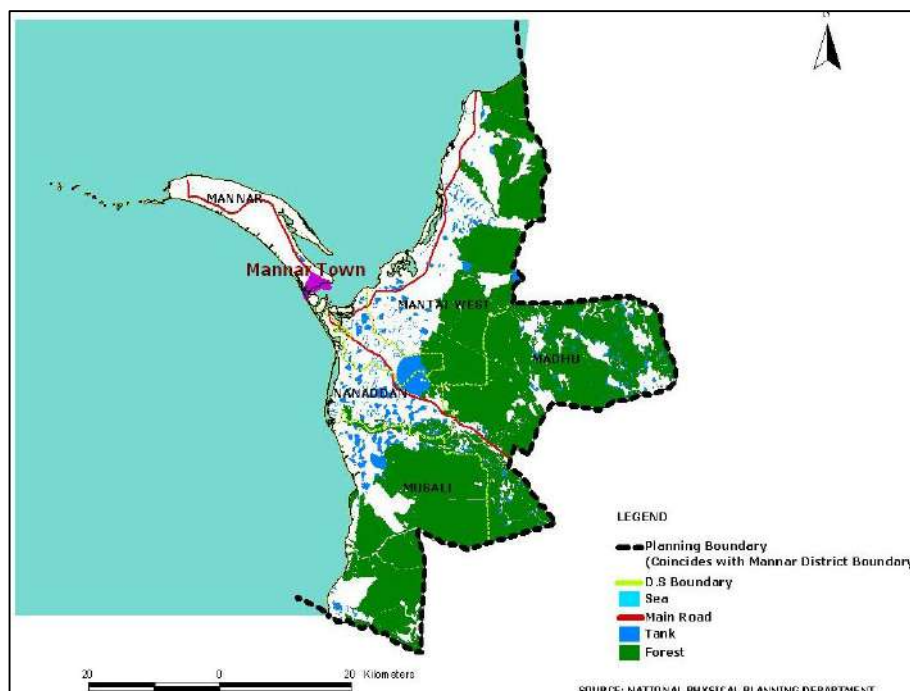 MANNAR
Mannar Town
MANTAI WEST
MADHU
NANADDAN
MUSALI
LEGEND
Planning Boundary
(Coincides with Mannar District Boundary
D.S Boundary
Sea
Main Road
Tank
Forest
20 0 20 Kilometers
SOURCE: NATIONAL PHYSICAL PLANNING DEPARTMENT